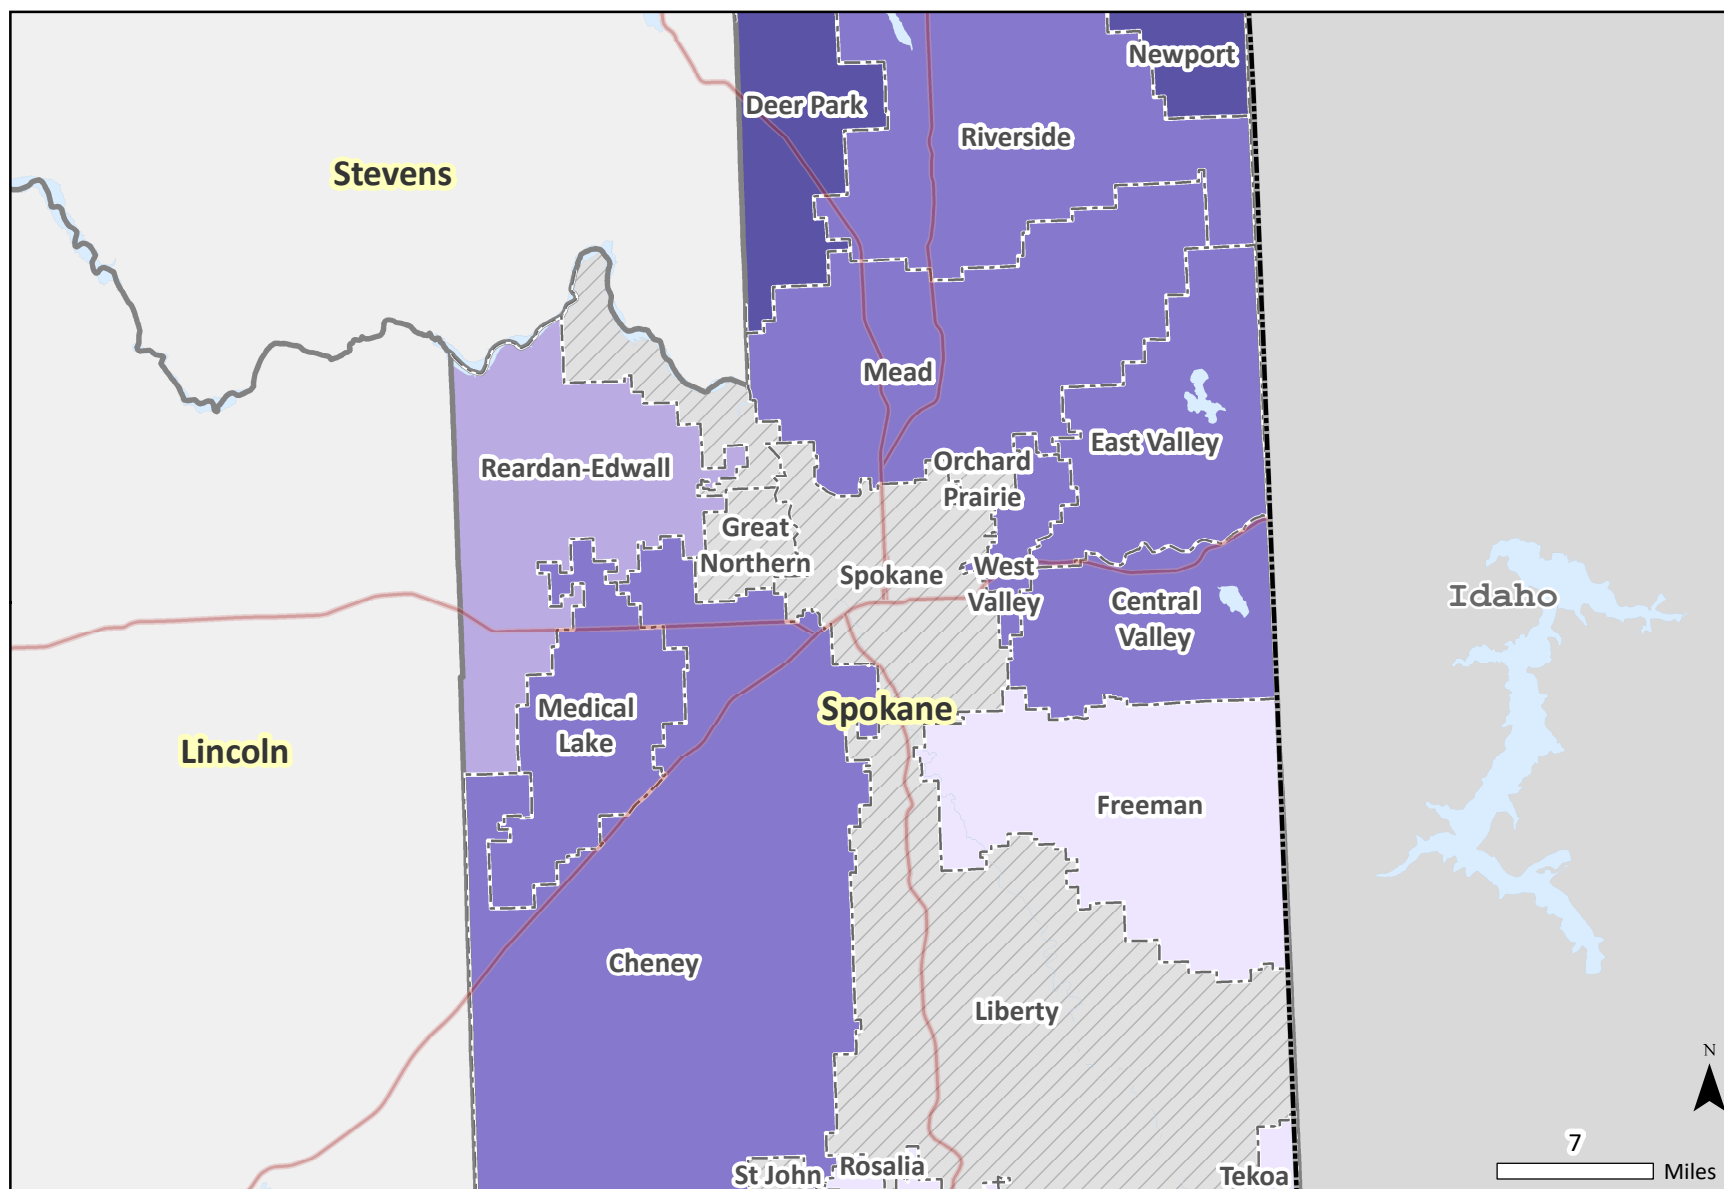 Newport
Deer Park
Riverside
Stevens
Mead
East Valley
Orchard
Prairie
Reardan-Edwall
Great
Northern
Spokane
West
Valley
Central
Valley
Idaho
Medical
Lake
Spokane
Lincoln
Freeman
Cheney
Liberty
N
7
Miles
St John
Rosalia
Tekoa